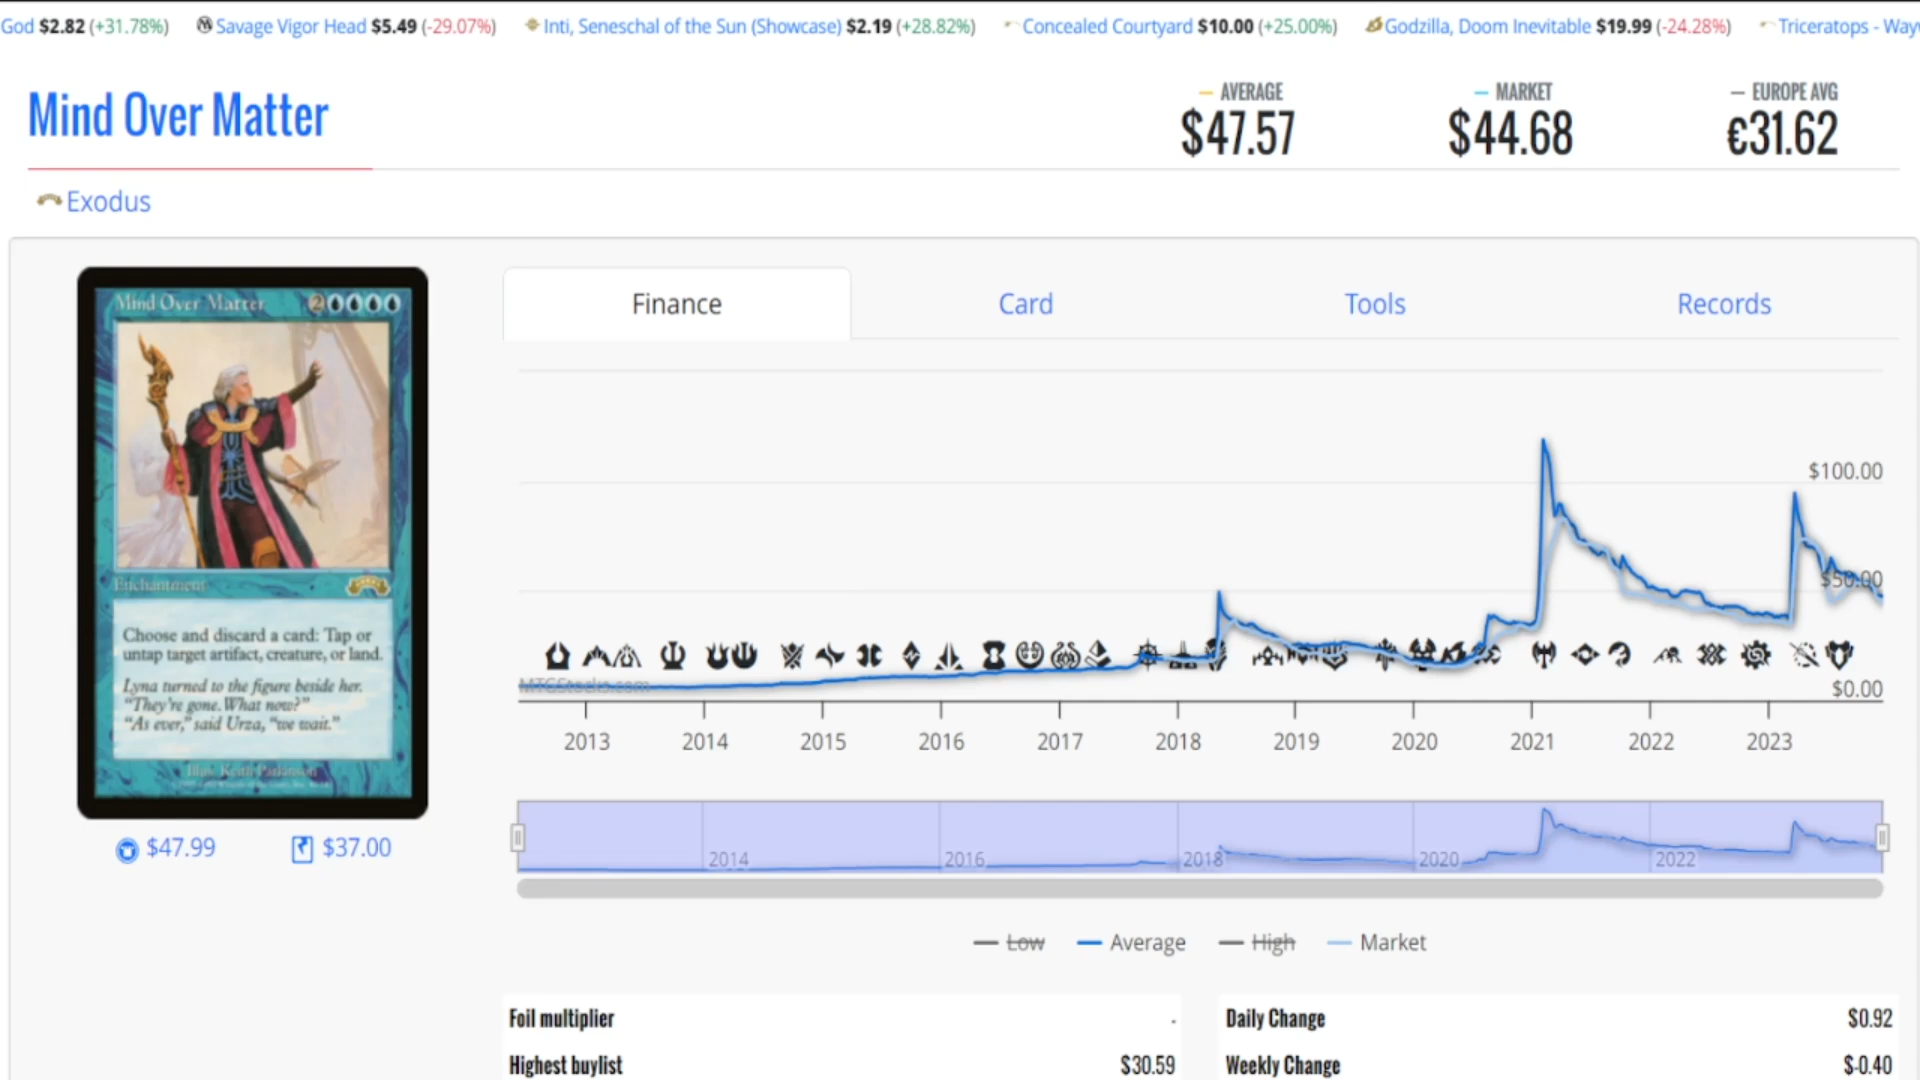 God $2.82 (+31.78%) Savage Vigor Head $5.49 (-29.07%) Inti, Seneschal of the Sun (Showcase) $2.19 (+28.82%) Concealed Courtyard $10.00 (+25.00%) Godzilla, Doom Inevitable $19.99 (-24.28%) Triceratops -
Mind Over Matter
AVERAGE MARKET EUROPE AVG
$47.57 $44.68 €31.62
Exodus
Finance Card Tools Records
Mind Over Matter 2
Enchantment
Choose and discard a card: Tap or
untap target artifact, creature, or land.
Lyna turned to the figure beside her.
"They're gone. What now?"
"As ever," said Urza, "we wait."
Illus. Keith Parkinson
$47.99 $37.00
$100.00
$50.00
$0.00
MTGStocks.com
2013 2014 2015 2016 2017 2018 2019 2020 2021 2022 2023
2014 2016 2018 2020 2022
Low Average High Market
Foil multiplier -
Highest buylist $30.59
Daily Change $0.92
Weekly Change $-0.40